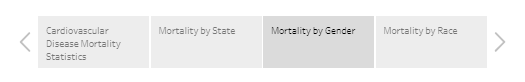 Cardiovascular
Disease Mortality
Statistics
Mortality by State
Mortality by Gender
Mortality by Race